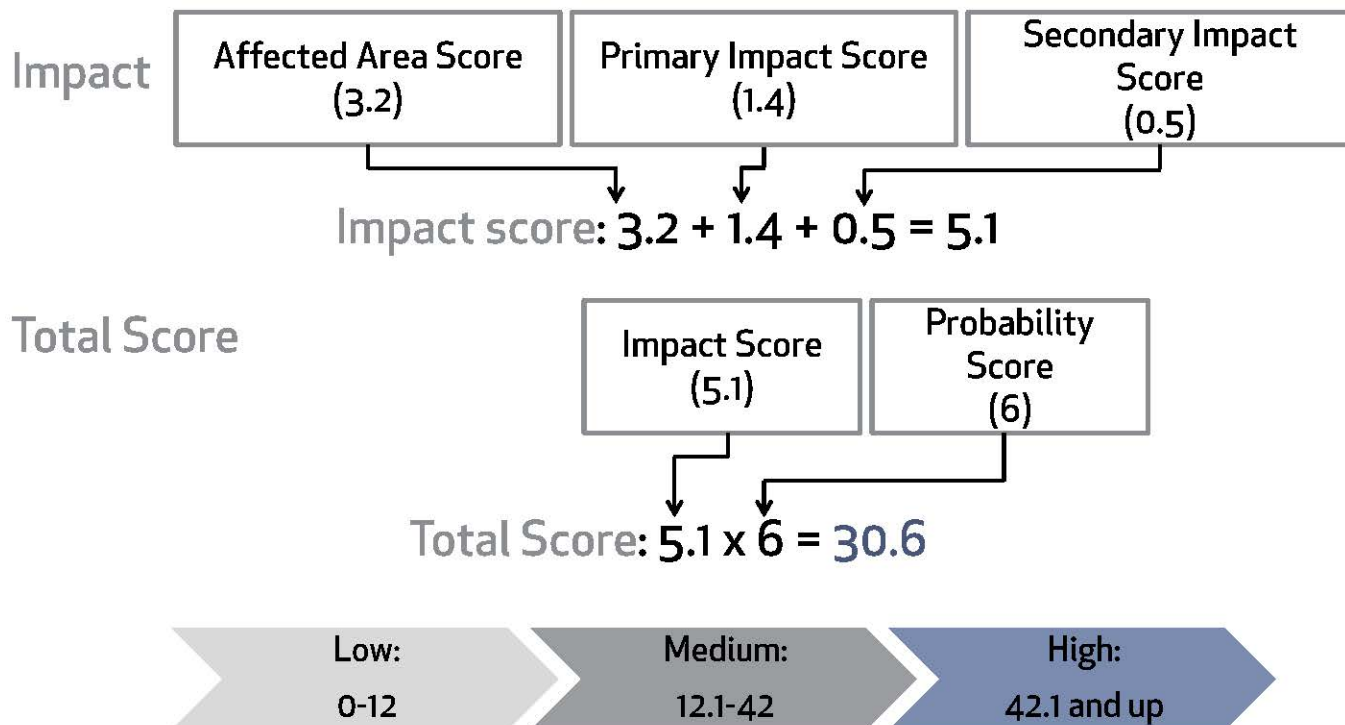 Impact
Affected Area Score
(3.2)
Primary Impact Score
(1.4)
Secondary Impact
Score
(0.5)
Impact score: 3.2 + 1.4 + 0.5 = 5.1
Total Score
Impact Score
(5.1)
Probability
Score
(6)
Total Score: 5.1 x 6 = 30.6
Low:
0-12
Medium:
12.1-42
High:
42.1 and up